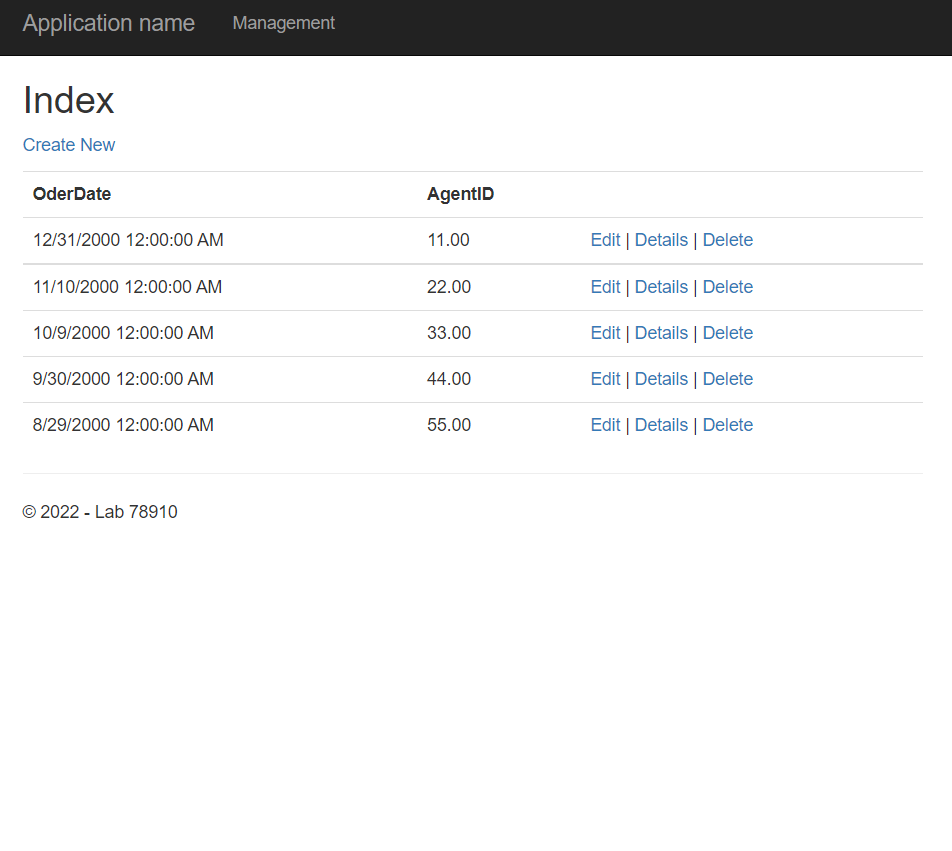 Application name Management
Index
Create New
OderDate AgentID
12/31/2000 12:00:00 AM 11.00 Edit | Details | Delete
11/10/2000 12:00:00 AM 22.00 Edit | Details | Delete
10/9/2000 12:00:00 AM 33.00 Edit | Details | Delete
9/30/2000 12:00:00 AM 44.00 Edit | Details | Delete
8/29/2000 12:00:00 AM 55.00 Edit | Details | Delete
© 2022 - Lab 78910